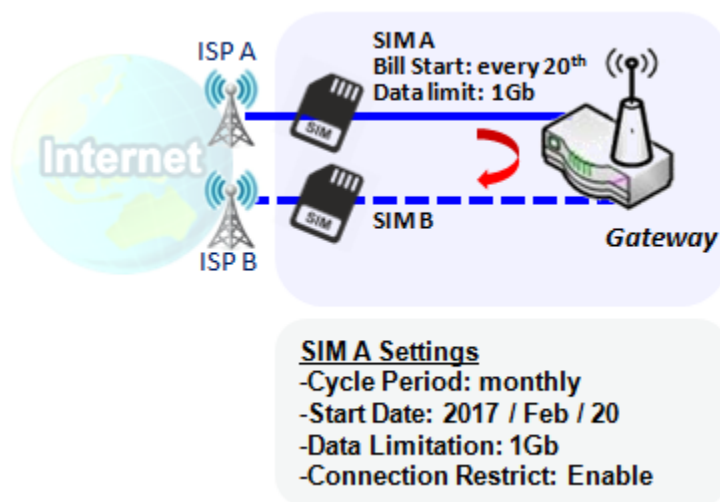 ISP A
SIM A
Bill Start: every 20th
Data limit: 1Gb
SIM
Internet
SIM
SIM B
ISP B
Gateway
SIM A Settings
-Cycle Period: monthly
-Start Date: 2017 / Feb / 20
-Data Limitation: 1Gb
-Connection Restrict: Enable